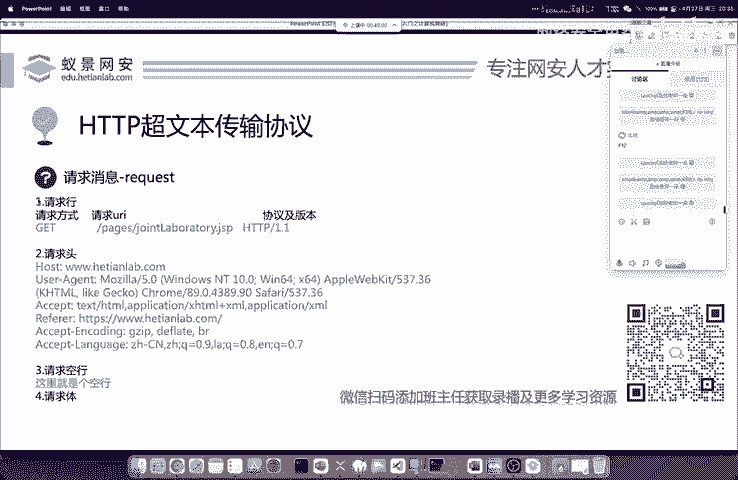 PowerPoint
蚁景网安
edu.hetianlab.com
专注网安人才
HTTP超文本传输协议
请求消息-request
1.请求行
请求方式 请求uri 协议及版本
GET /pages/jointLaboratory.jsp HTTP/1.1
2.请求头
Host: www.hetianlab.com
User-Agent: Mozilla/5.0 (Windows NT 10.0; Win64; x64) AppleWebKit/537.36
(KHTML, like Gecko) Chrome/89.0.4389.90 Safari/537.36
Accept: text/html,application/xhtml+xml,application/xml
Referer: https://www.hetianlab.com/
Accept-Encoding: gzip, deflate, br
Accept-Language: zh-CN,zh;q=0.9,la;q=0.8,en;q=0.7
3.请求空行
这里就是个空行
4.请求体
微信扫码添加班主任获取录播及更多学习资源
讨论区
F12